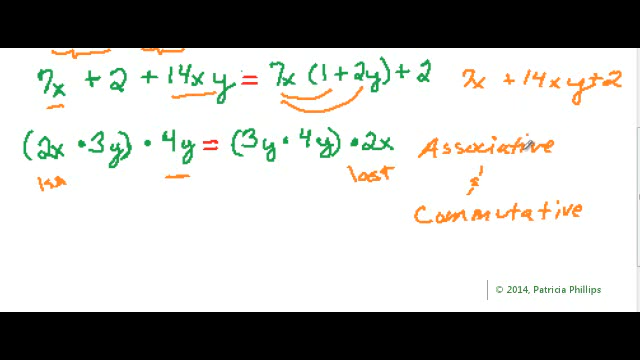 7x + 2 + 14xy = 7x (1 + 2y) + 2 7x + 14xy + 2
(2x · 3y) · 4y = (3y · 4y) · 2x Associative
last
&
Commutative
© 2014, Patricia Phillips